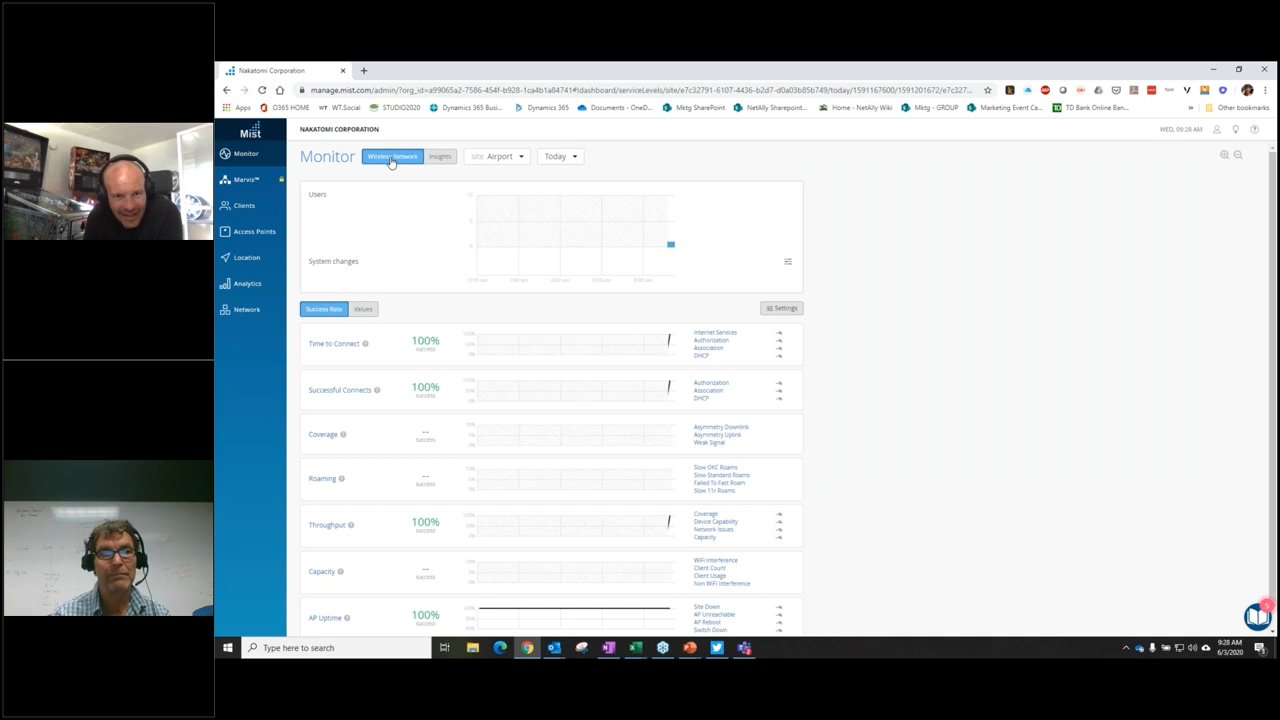 Nakatomi Corporation
manage.mist.com/admin/?org_id=a99065a2-7586-454f-b928-1ca4b1a84741#!dashboard/serviceLevels/site/e7c32791-6107-4436-b2d7-d0a03b85b749/today/1591167600/1591201672/e7c327...
Apps
O365 HOME
WT.Social
STUDIO2020
Dynamics 365 Busi...
Dynamics 365
Documents - OneD...
Mktg SharePoint
NetAlly Sharepoint...
Home - NetAlly Wiki
Mktg - GROUP
Marketing Event Ca...
TD Bank Online Ban...
Other bookmarks
Mist
NAKATOMI CORPORATION
WED, 09:28 AM
Monitor
Marvis™
Clients
Access Points
Location
Analytics
Network
Monitor
Wireless Network
Insights
site Airport
Today
Users
System changes
Success Rate
Values
Settings
Time to Connect
100%
success
Internet Services
Authorization
Association
DHCP
Successful Connects
100%
success
Authorization
Association
DHCP
Coverage
--
success
Asymmetry Downlink
Asymmetry Uplink
Weak Signal
Roaming
--
success
Slow OKC Roams
Slow Standard Roams
Failed To Fast Roam
Slow 11r Roams
Throughput
100%
success
Coverage
Device Capability
Network Issues
Capacity
Capacity
--
success
WiFi Interference
Client Count
Client Usage
Non WiFi Interference
AP Uptime
100%
success
Site Down
AP Unreachable
AP Reboot
Switch Down
5
Type here to search
9:28 AM
6/3/2020